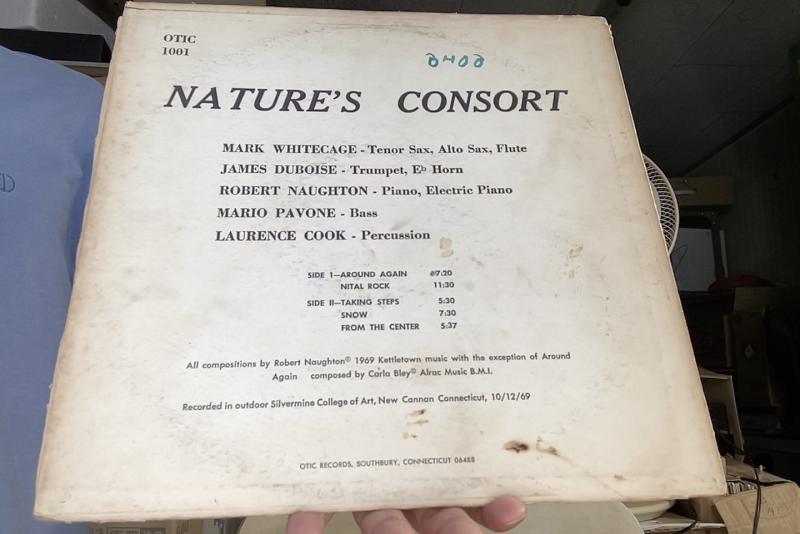 OTIC
1001
NATURE'S CONSORT
MARK WHITECAGE - Tenor Sax, Alto Sax, Flute
JAMES DUBOISE - Trumpet, E♭ Horn
ROBERT NAUGHTON - Piano, Electric Piano
MARIO PAVONE - Bass
LAURENCE COOK - Percussion
SIDE I—AROUND AGAIN @7:20
NITAL ROCK 11:30
SIDE II—TAKING STEPS 5:30
SNOW 7:30
FROM THE CENTER 5:37
All compositions by Robert Naughton© 1969 Kettletown music with the exception of Around
Again composed by Carla Bley© Alrac Music B.M.I.
Recorded in outdoor Silvermine College of Art, New Cannan Connecticut, 10/12/69
OTIC RECORDS, SOUTHBURY, CONNECTICUT 06488